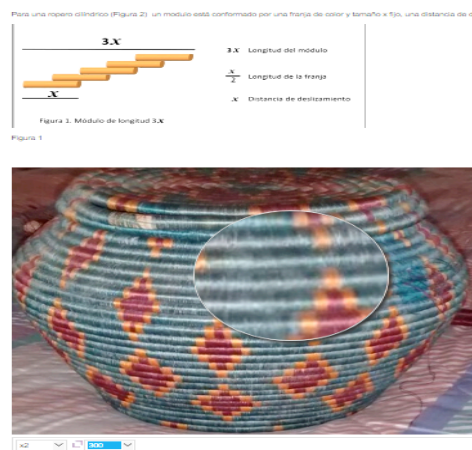 Para una ropero cilíndrico (Figura 2) un modulo está conformado por una franja de color y tamaño x fijo, una distancia de
3x
x
3x Longitud del módulo
x
2 Longitud de la franja
x Distancia de deslizamiento
Figura 1. Módulo de longitud 3x
Figura 1
x2 300